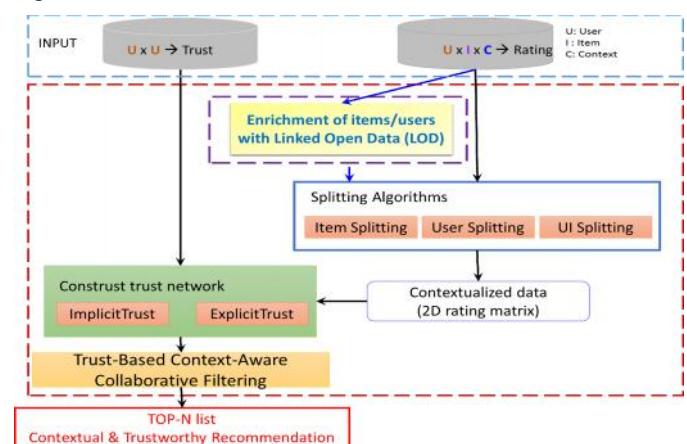 INPUT
U x U → Trust
U x I x C → Rating
U: User
I : Item
C: Context
Enrichment of items/users
with Linked Open Data (LOD)
Splitting Algorithms
Item Splitting
User Splitting
UI Splitting
Construst trust network
ImplicitTrust
ExplicitTrust
Contextualized data
(2D rating matrix)
Trust-Based Context-Aware
Collaborative Filtering
TOP-N list
Contextual & Trustworthy Recommendation